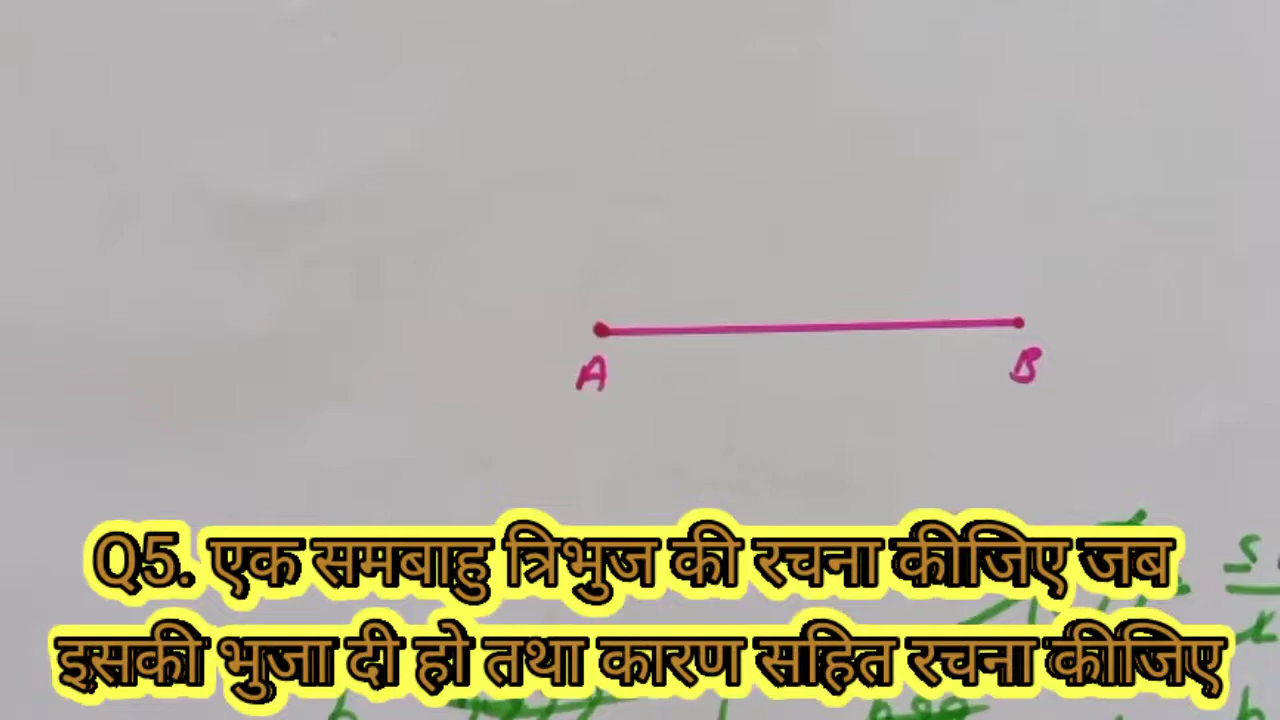 A B
Q5. एक समबाहु त्रिभुज की रचना कीजिए जब
इसकी भुजा दी हो तथा कारण सहित रचना कीजिए